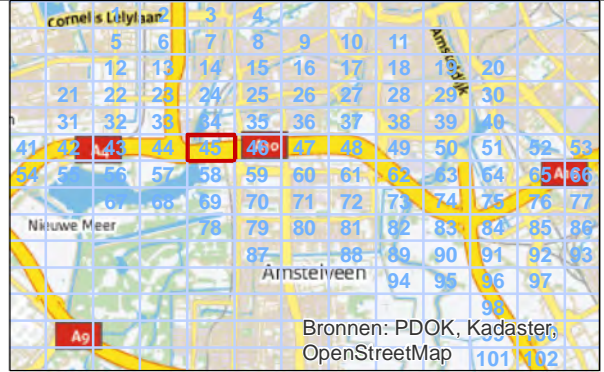 Cornelis Lelylaan
1 2 3 4
5 6 7 8 9 10 11
Amsteldijk
12 13 14 15 16 17 18 19 20
21 22 23 24 25 26 27 28 29 30
31 32 33 34 35 36 37 38 39 40
41 42 43 44 45 46 47 48 49 50 51 52 53
A4
54 55 56 57 58 59 60 61 62 63 64 65 66
67 68 69 70 71 72 73 74 75 76 77
Nieuwe Meer
78 79 80 81 82 83 84 85 86
87 88 89 90 91 92 93
Amstelveen
94 95 96 97
98
A9
Bronnen: PDOK, Kadaster,
OpenStreetMap
99
101 102